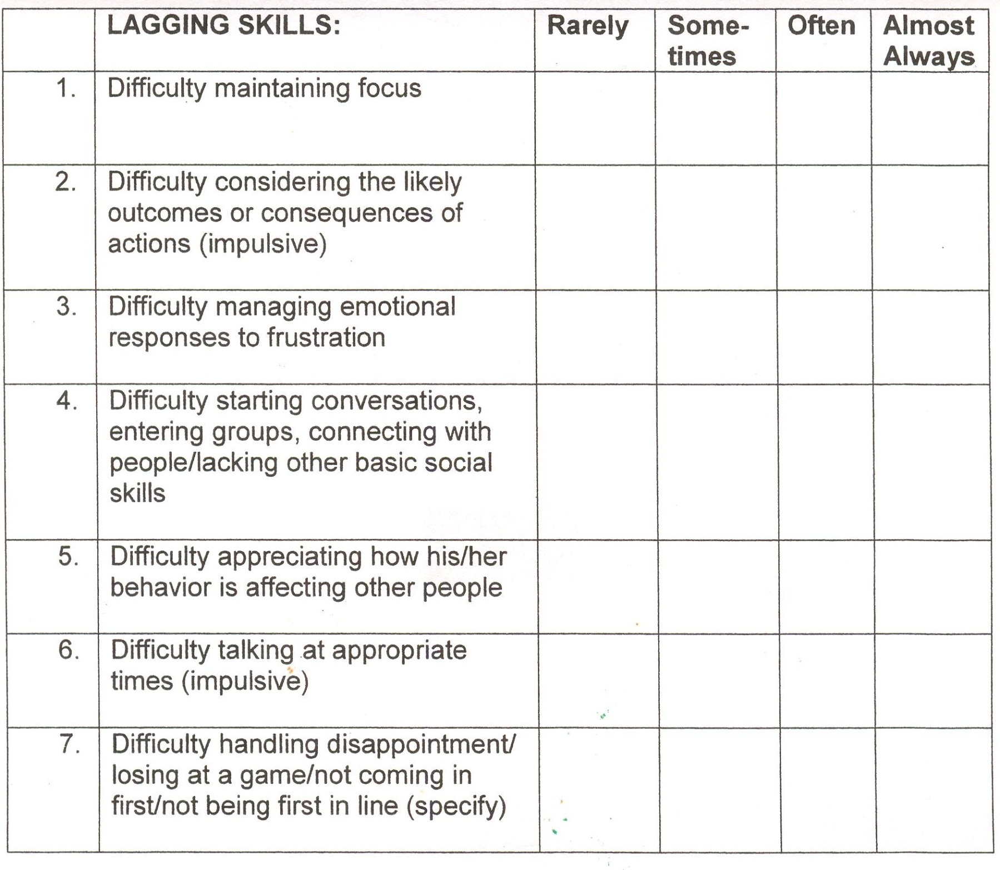 LAGGING SKILLS: Rarely Some- Often Almost
times Always
1. Difficulty maintaining focus
2. Difficulty considering the likely
outcomes or consequences of
actions (impulsive)
3. Difficulty managing emotional
responses to frustration
4. Difficulty starting conversations,
entering groups, connecting with
people/lacking other basic social
skills
5. Difficulty appreciating how his/her
behavior is affecting other people
6. Difficulty talking at appropriate
times (impulsive)
7. Difficulty handling disappointment/
losing at a game/not coming in
first/not being first in line (specify)